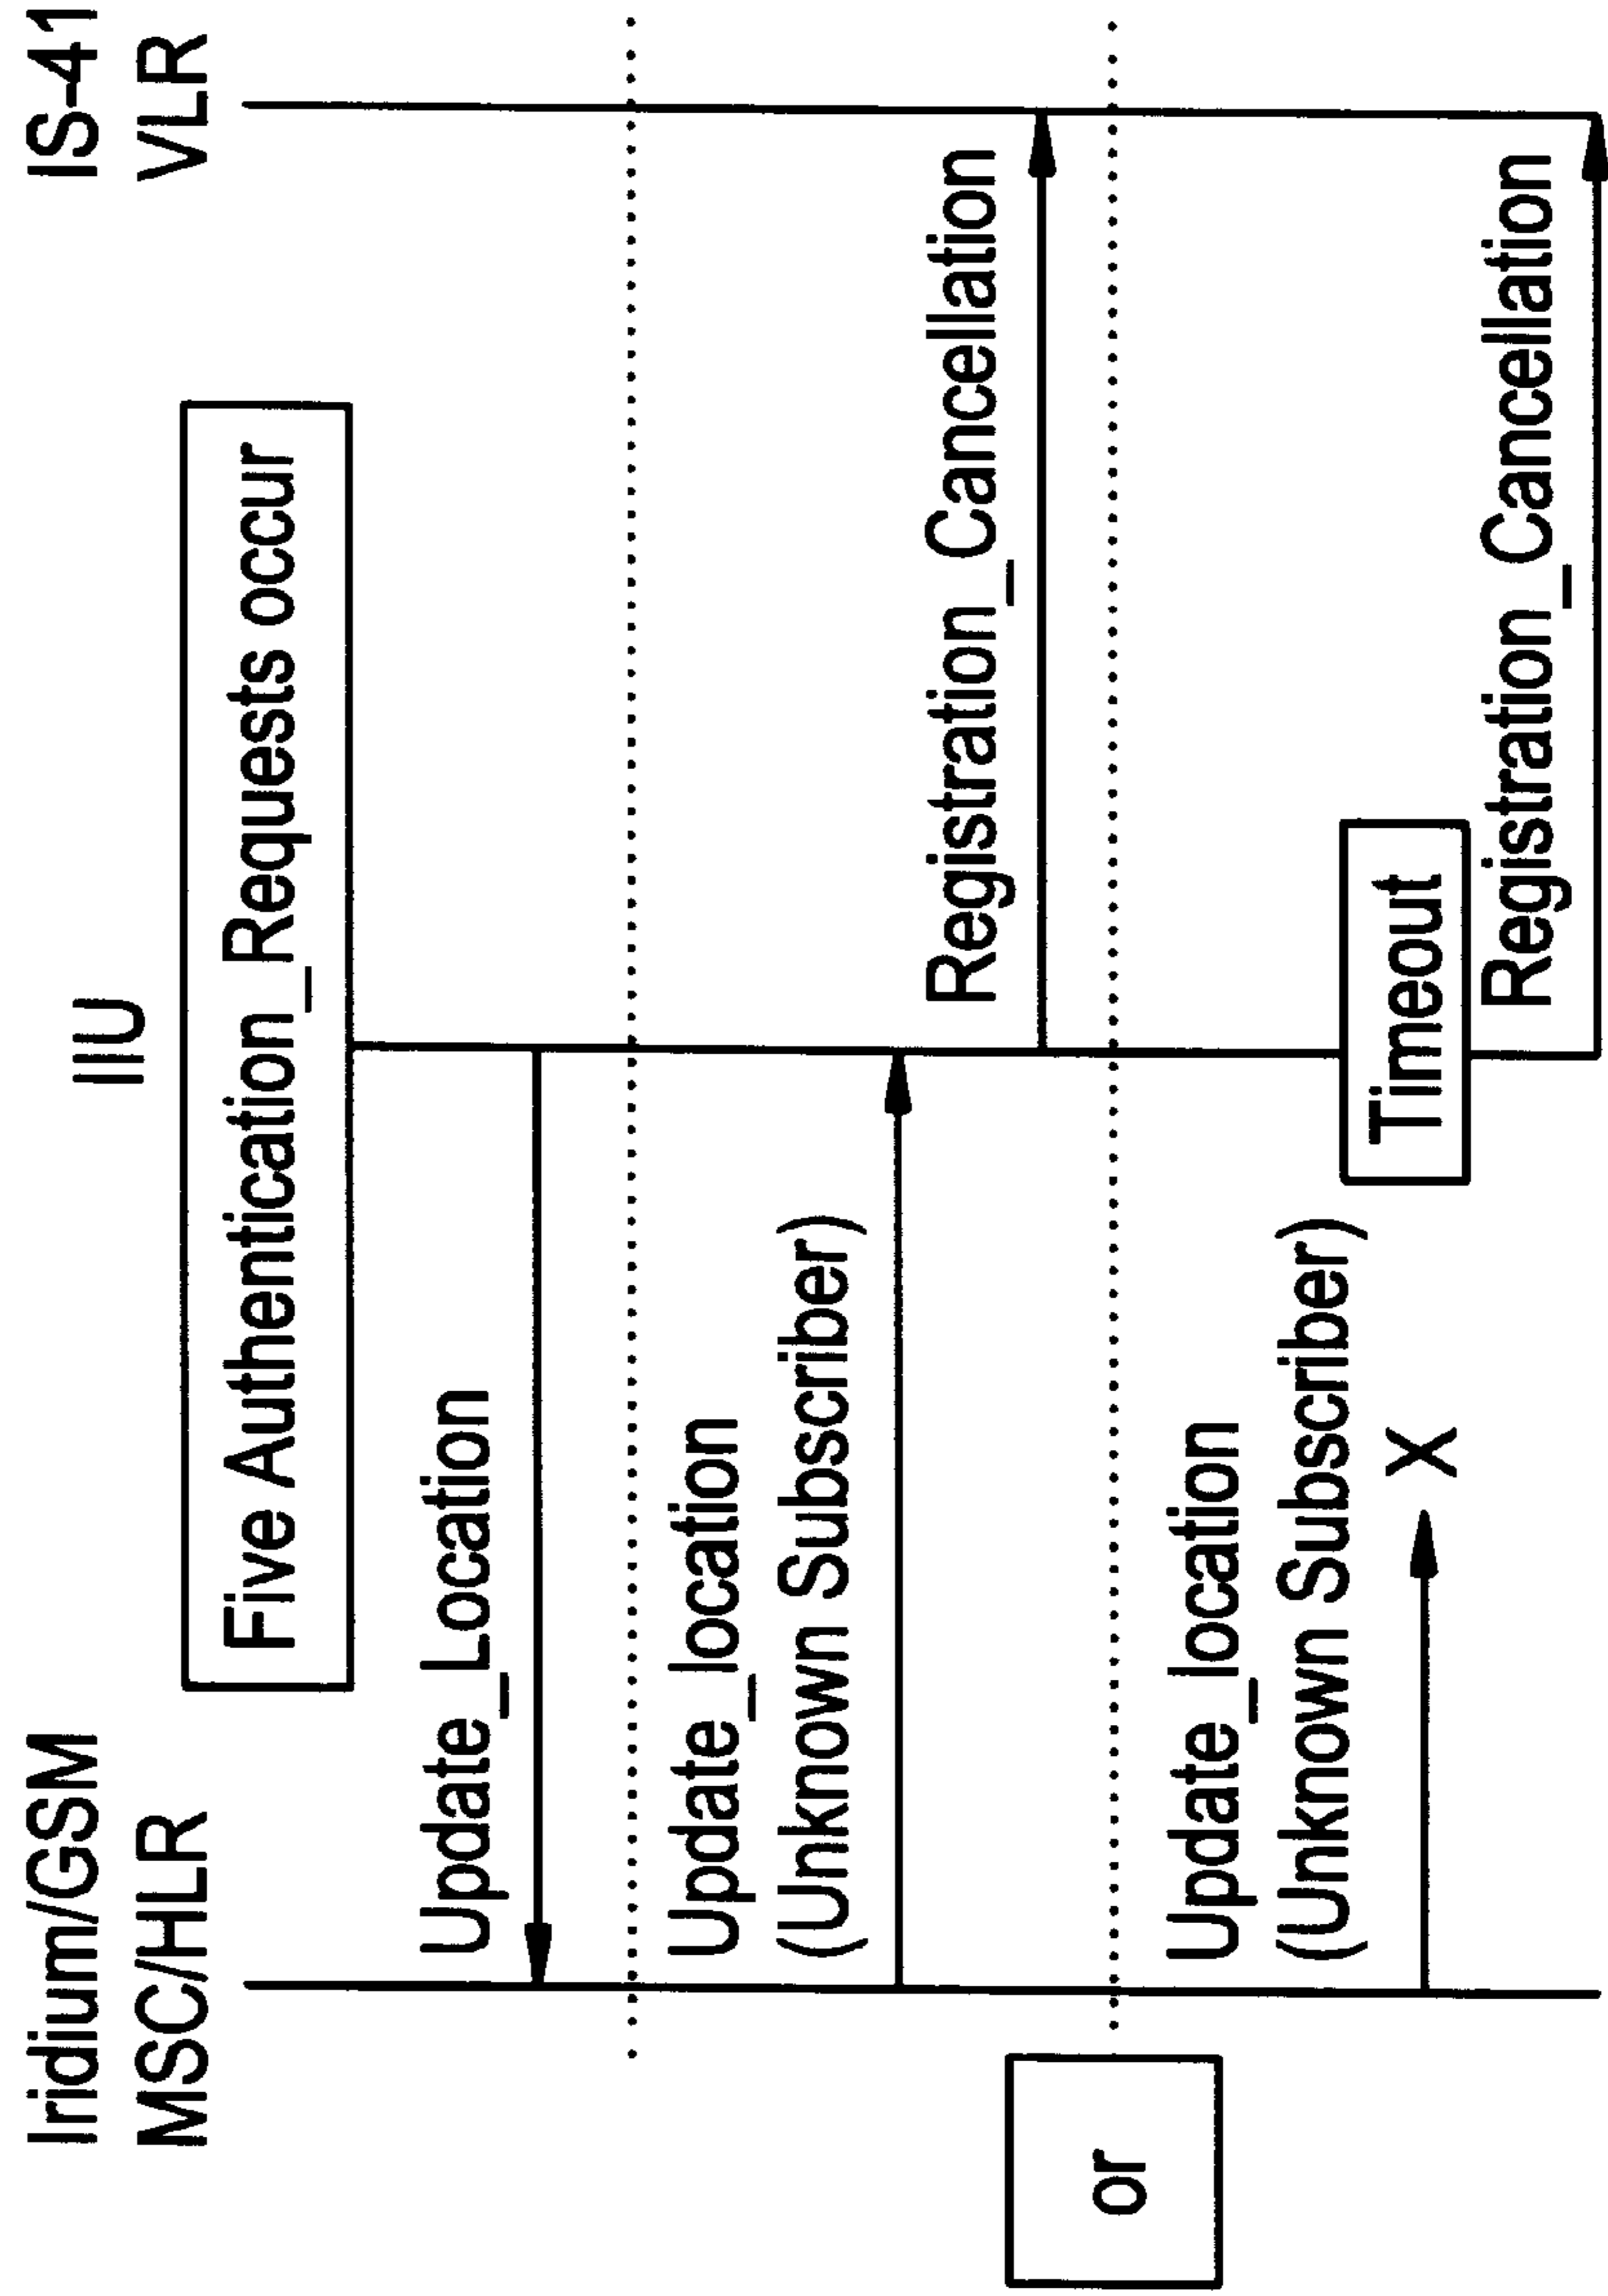 Iridium/GSM
MSC/HLR
IIU
IS-41
VLR
Five Authentication_Requests occur
Update_Location
Update_location
(Unknown Subscriber)
Registration_Cancellation
or
Update_location
(Unknown Subscriber)
X
Timeout
Registration_Cancellation